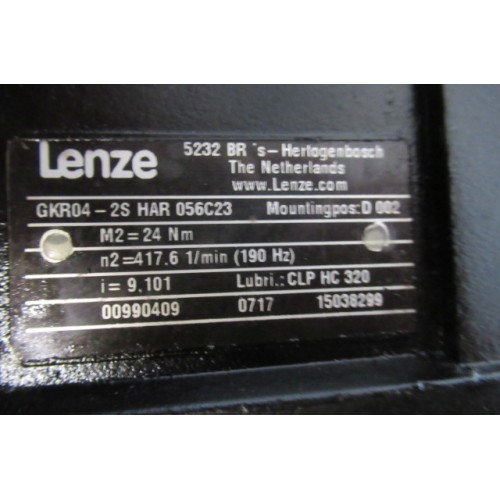 Lenze
5232 BR 's-Hertogenbosch
The Netherlands
www.Lenze.com
GKR04-2S HAR 056C23 Mountingpos:D 002
M2=24 Nm
n2=417.6 1/min (190 Hz)
i=9,101 Lubri.:CLP HC 320
00990409 0717 15038299